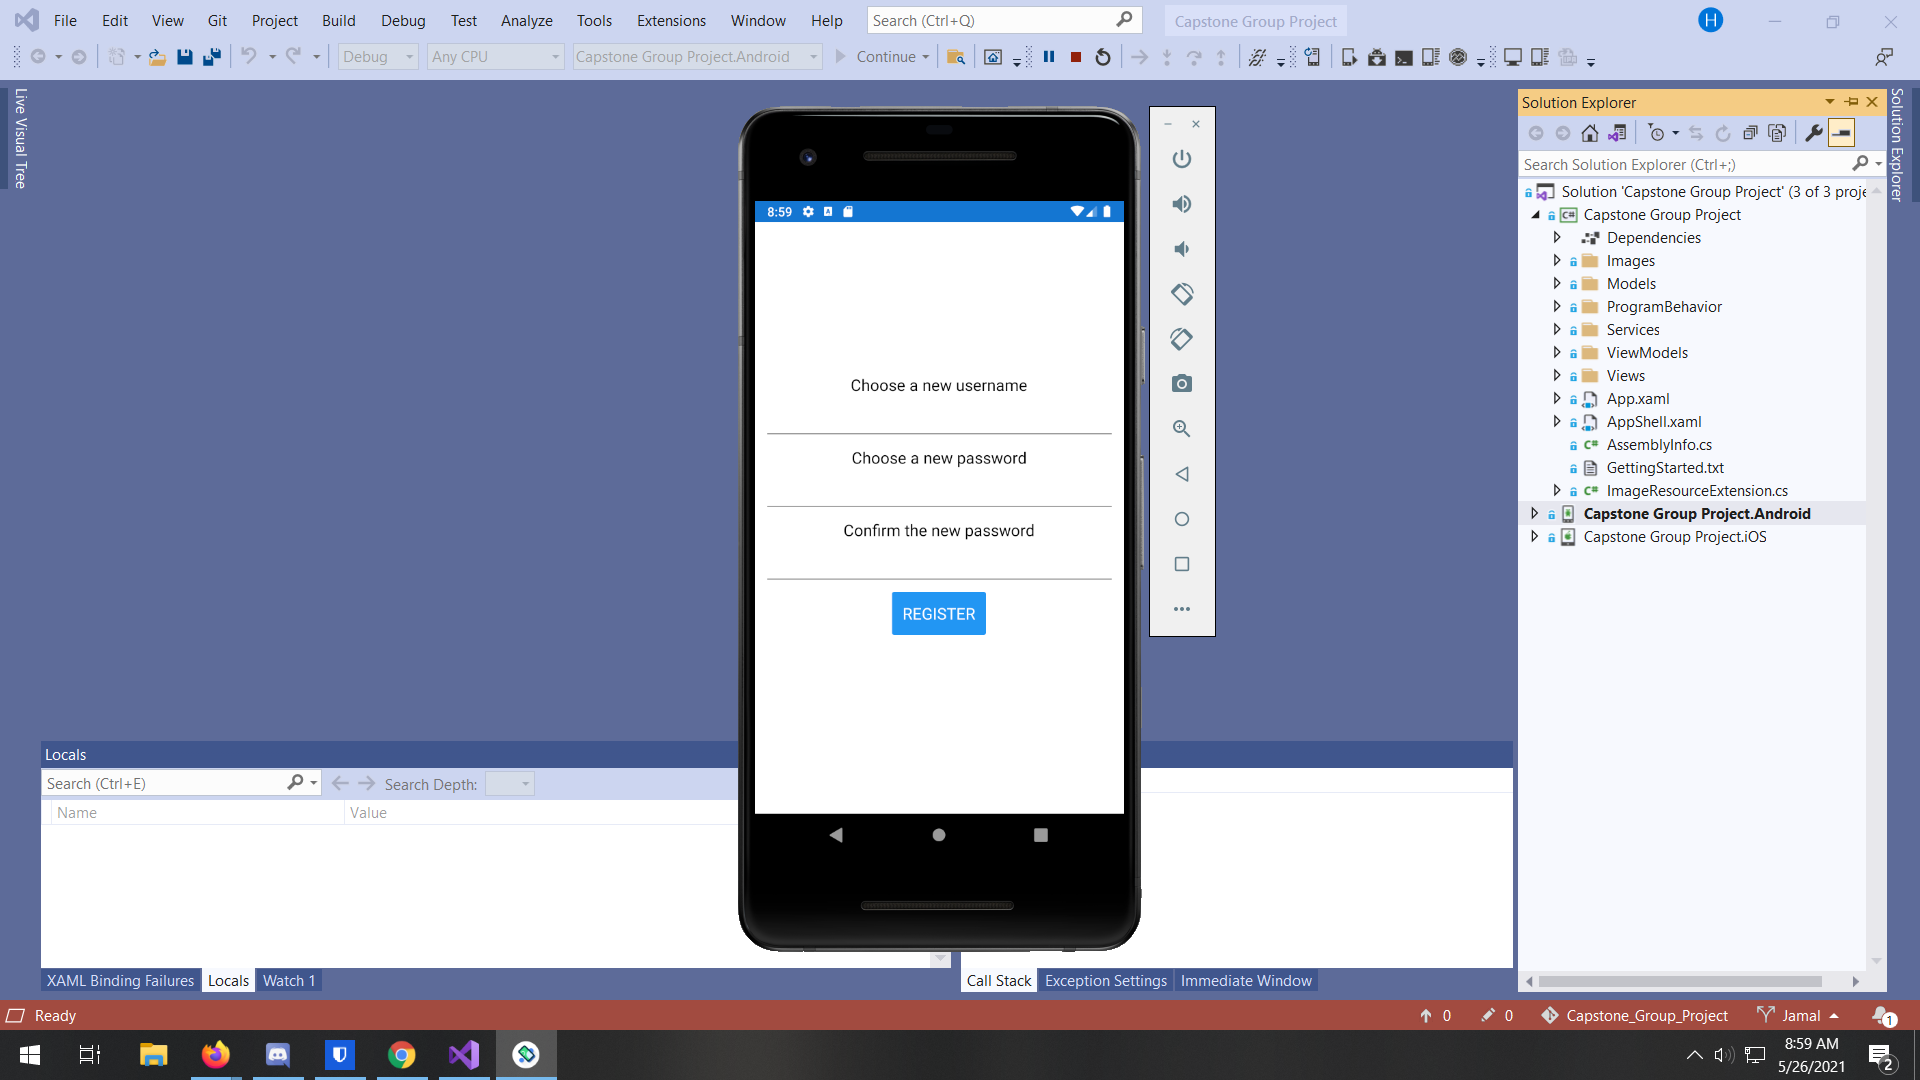 File Edit View Git Project Build Debug Test Analyze Tools Extensions Window Help Search (Ctrl+Q) Capstone Group Project H
Debug Any CPU Capstone Group Project.Android Continue
Live Visual Tree
8:59
Choose a new username
Choose a new password
Confirm the new password
REGISTER
Solution Explorer
Search Solution Explorer (Ctrl+;)
Solution 'Capstone Group Project' (3 of 3 proje
Capstone Group Project
Dependencies
Images
Models
ProgramBehavior
Services
ViewModels
Views
App.xaml
AppShell.xaml
AssemblyInfo.cs
GettingStarted.txt
ImageResourceExtension.cs
Capstone Group Project.Android
Capstone Group Project.iOS
Solution Explorer
Locals
Search (Ctrl+E) Search Depth:
Name Value
XAML Binding Failures Locals Watch 1
Call Stack Exception Settings Immediate Window
Ready 0 0 Capstone_Group_Project Jamal 1
8:59 AM
5/26/2021
2